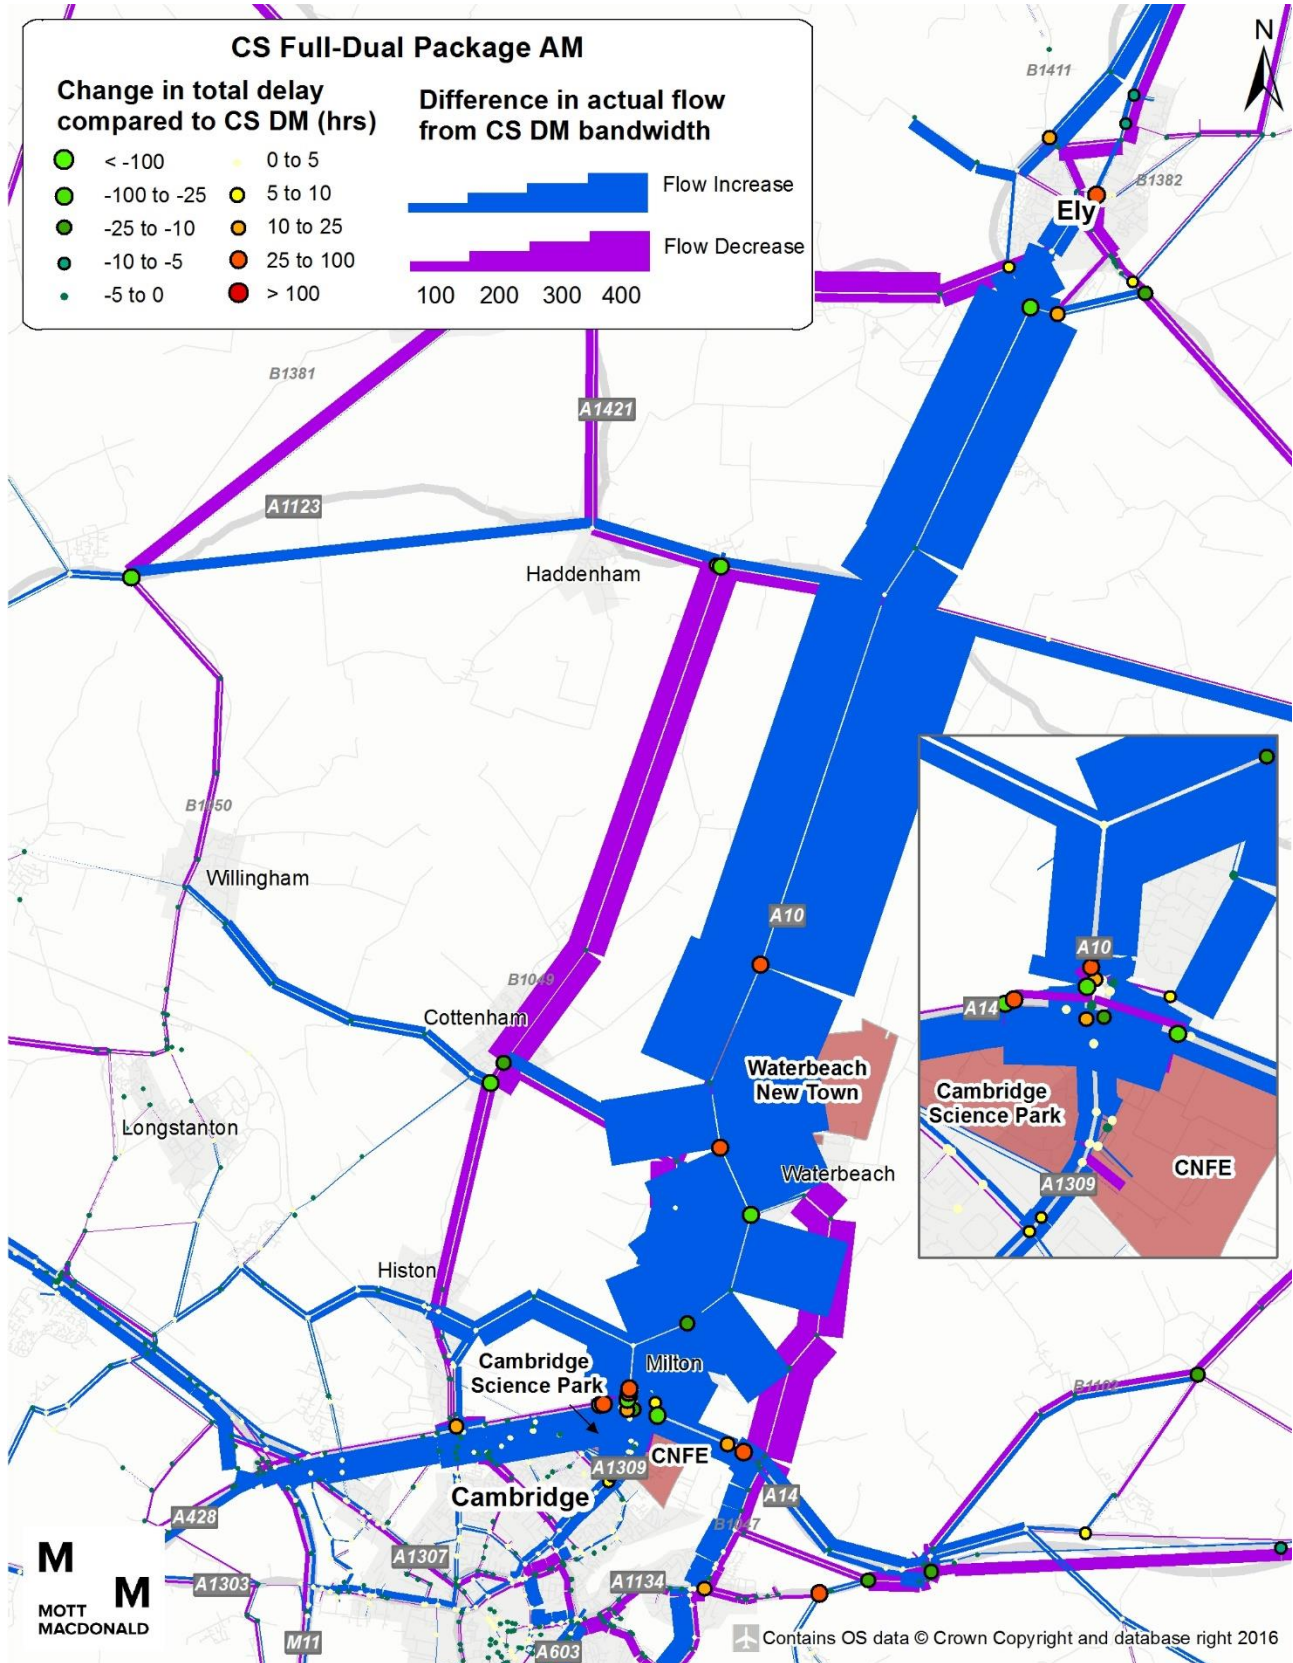 CS Full-Dual Package AM
Change in total delay
compared to CS DM (hrs)
< -100
-100 to -25
-25 to -10
-10 to -5
-5 to 0
0 to 5
5 to 10
10 to 25
25 to 100
> 100
Difference in actual flow
from CS DM bandwidth
Flow Increase
Flow Decrease
100 200 300 400
N
B1411
B1382
Ely
B1381
A1421
A1123
Haddenham
B1050
Willingham
A10
B1049
Cottenham
Waterbeach
New Town
Longstanton
Waterbeach
Histon
Cambridge
Science Park
Milton
B1102
CNFE
A1309
Cambridge
A14
B1047
A428
A1307
A1303
A1134
M11
A603
A10
A14
Cambridge
Science Park
CNFE
A1309
M
M
MOTT
MACDONALD
Contains OS data © Crown Copyright and database right 2016